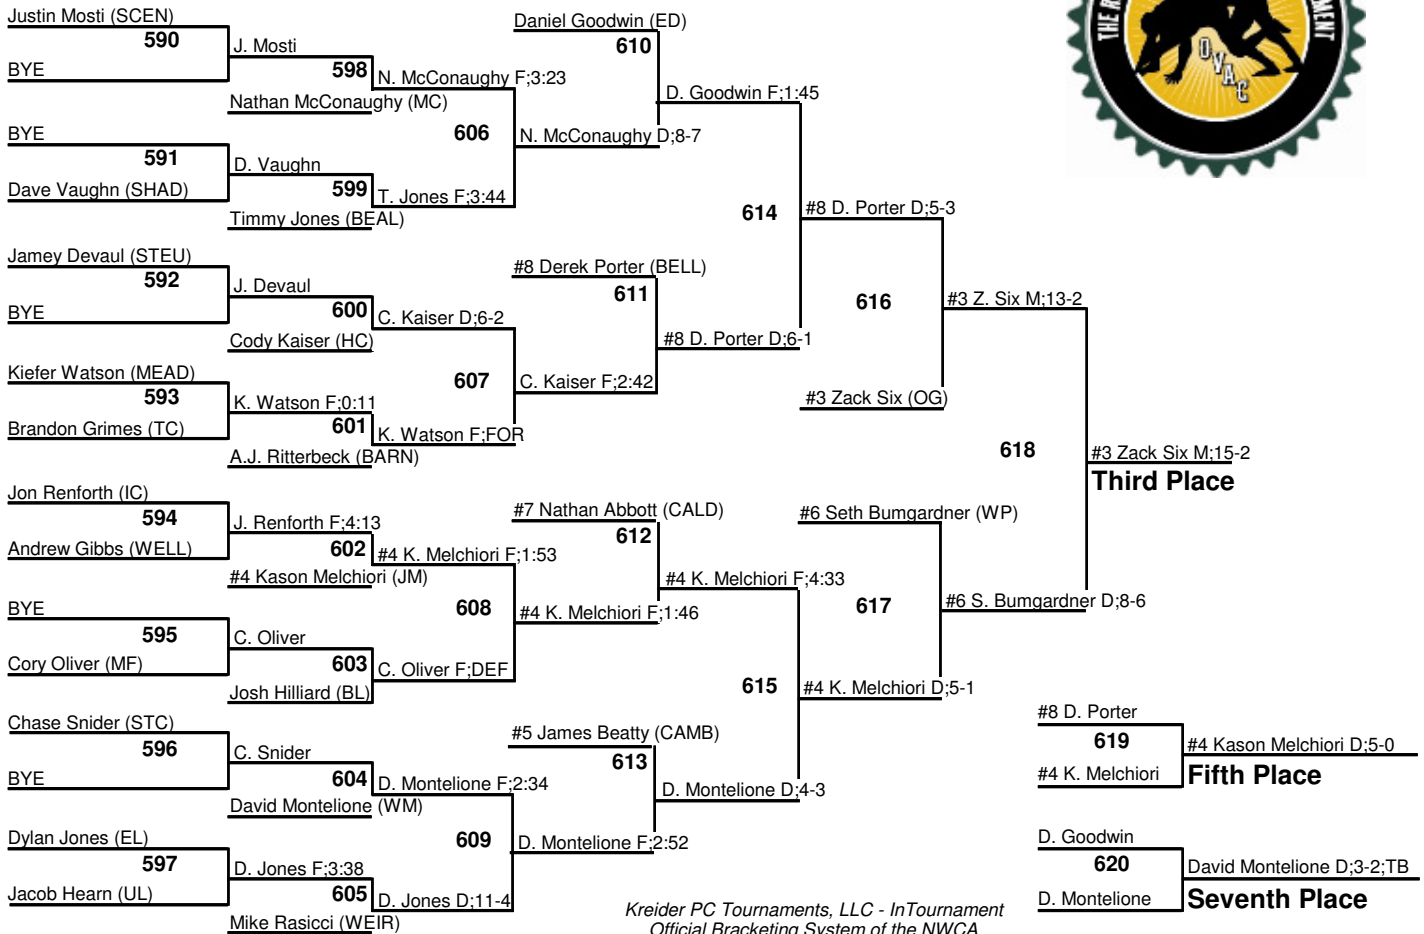 Justin Mosti (SCEN)
590
BYE
J. Mosti
598
Nathan McConaughy (MC)
N. McConaughy F;3:23
BYE
591
Dave Vaughn (SHAD)
D. Vaughn
599
Timmy Jones (BEAL)
T. Jones F;3:44
606
N. McConaughy D;8-7
Daniel Goodwin (ED)
610
D. Goodwin F;1:45
Jamey Devaul (STEU)
592
BYE
J. Devaul
600
Cody Kaiser (HC)
C. Kaiser D;6-2
Kiefer Watson (MEAD)
593
Brandon Grimes (TC)
K. Watson F;0:11
601
A.J. Ritterbeck (BARN)
K. Watson F;FOR
607
C. Kaiser F;2:42
#8 Derek Porter (BELL)
611
#8 D. Porter D;6-1
614
#8 D. Porter D;5-3
616
#3 Zack Six (OG)
#3 Z. Six M;13-2
Jon Renforth (IC)
594
Andrew Gibbs (WELL)
J. Renforth F;4:13
602
#4 Kason Melchiori (JM)
#4 K. Melchiori F;1:53
BYE
595
Cory Oliver (MF)
C. Oliver
603
Josh Hilliard (BL)
C. Oliver F;DEF
608
#4 K. Melchiori F;1:46
#7 Nathan Abbott (CALD)
612
#4 K. Melchiori F;4:33
Chase Snider (STC)
596
BYE
C. Snider
604
David Montelione (WM)
D. Montelione F;2:34
Dylan Jones (EL)
597
Jacob Hearn (UL)
D. Jones F;3:38
605
Mike Rasicci (WEIR)
D. Jones D;11-4
609
D. Montelione F;2:52
#5 James Beatty (CAMB)
613
D. Montelione D;4-3
615
#4 K. Melchiori D;5-1
#6 Seth Bumgardner (WP)
617
#6 S. Bumgardner D;8-6
618
#3 Zack Six M;15-2
Third Place
#8 D. Porter
619
#4 K. Melchiori
#4 Kason Melchiori D;5-0
Fifth Place
D. Goodwin
620
D. Montelione
David Montelione D;3-2;TB
Seventh Place
Kreider PC Tournaments, LLC - InTournament
Official Bracketing System of the NWCA
OVAC